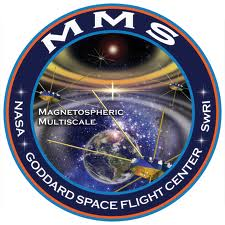 MMS
MAGNETOSPHERIC
MULTISCALE
NASA
GODDARD SPACE FLIGHT CENTER
SWRI